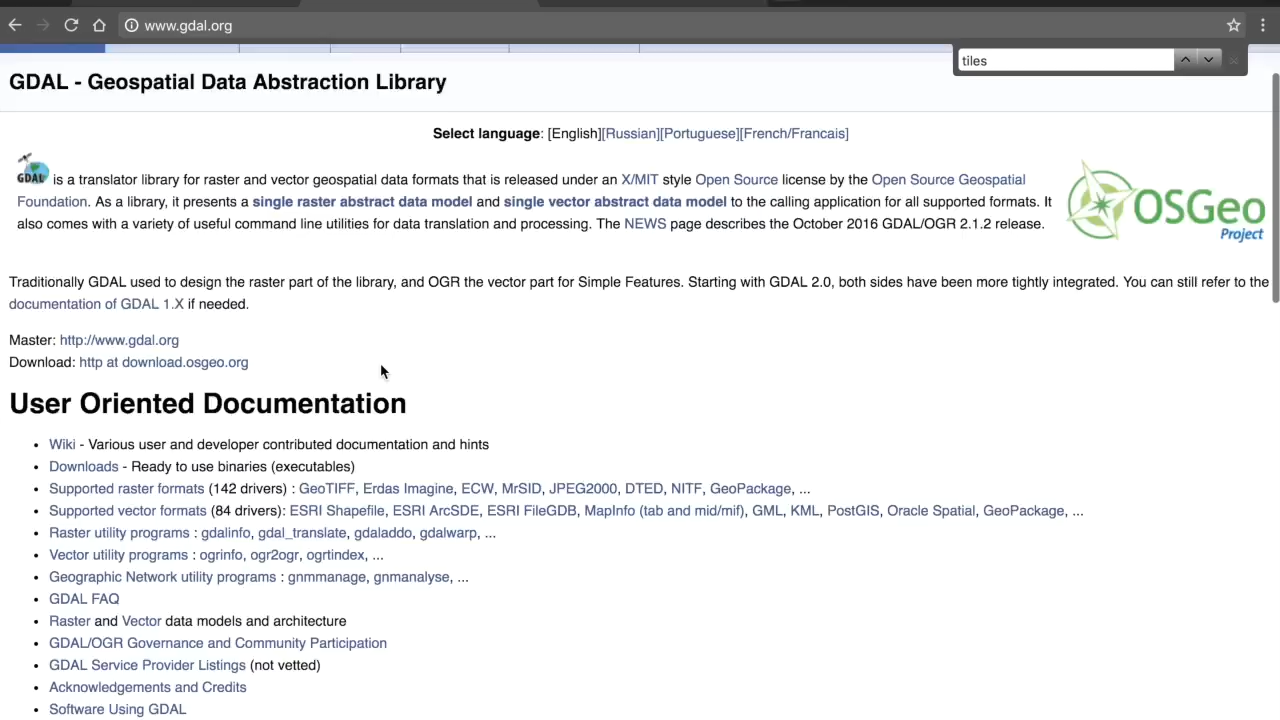 www.gdal.org
tiles
GDAL - Geospatial Data Abstraction Library
Select language: [English][Russian][Portuguese][French/Francais]
GDAL is a translator library for raster and vector geospatial data formats that is released under an X/MIT style Open Source license by the Open Source Geospatial
Foundation. As a library, it presents a single raster abstract data model and single vector abstract data model to the calling application for all supported formats. It
also comes with a variety of useful command line utilities for data translation and processing. The NEWS page describes the October 2016 GDAL/OGR 2.1.2 release.
OSGeo
Project
Traditionally GDAL used to design the raster part of the library, and OGR the vector part for Simple Features. Starting with GDAL 2.0, both sides have been more tightly integrated. You can still refer to the
documentation of GDAL 1.X if needed.
Master: http://www.gdal.org
Download: http at download.osgeo.org
User Oriented Documentation
• Wiki - Various user and developer contributed documentation and hints
• Downloads - Ready to use binaries (executables)
• Supported raster formats (142 drivers) : GeoTIFF, Erdas Imagine, ECW, MrSID, JPEG2000, DTED, NITF, GeoPackage, ...
• Supported vector formats (84 drivers): ESRI Shapefile, ESRI ArcSDE, ESRI FileGDB, MapInfo (tab and mid/mif), GML, KML, PostGIS, Oracle Spatial, GeoPackage, ...
• Raster utility programs : gdalinfo, gdal_translate, gdaladdo, gdalwarp, ...
• Vector utility programs : ogrinfo, ogr2ogr, ogrtindex, ...
• Geographic Network utility programs : gnmmanage, gnmanalyse, ...
• GDAL FAQ
• Raster and Vector data models and architecture
• GDAL/OGR Governance and Community Participation
• GDAL Service Provider Listings (not vetted)
• Acknowledgements and Credits
• Software Using GDAL